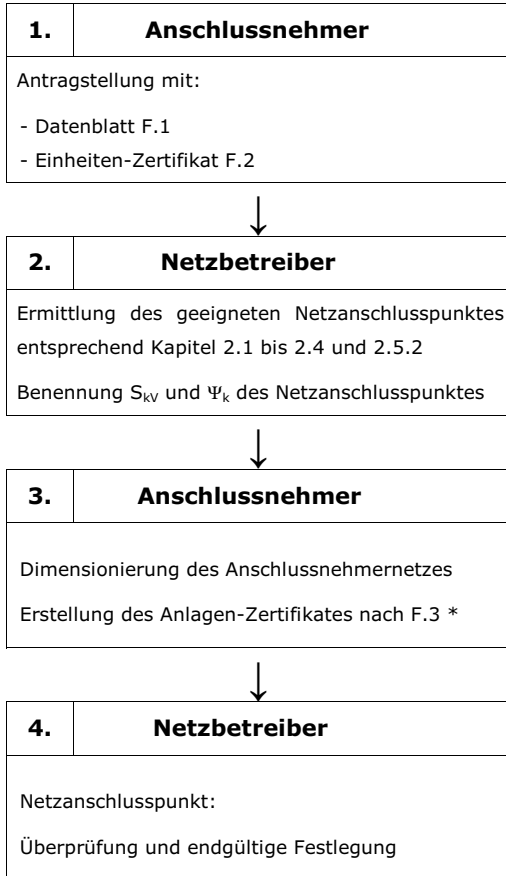 1. Anschlussnehmer
Antragstellung mit:
- Datenblatt F.1
- Einheiten-Zertifikat F.2
↓
2. Netzbetreiber
Ermittlung des geeigneten Netzanschlusspunktes
entsprechend Kapitel 2.1 bis 2.4 und 2.5.2
Benennung SkV und Ψk des Netzanschlusspunktes
↓
3. Anschlussnehmer
Dimensionierung des Anschlussnehmernetzes
Erstellung des Anlagen-Zertifikates nach F.3 *
↓
4. Netzbetreiber
Netzanschlusspunkt:
Überprüfung und endgültige Festlegung